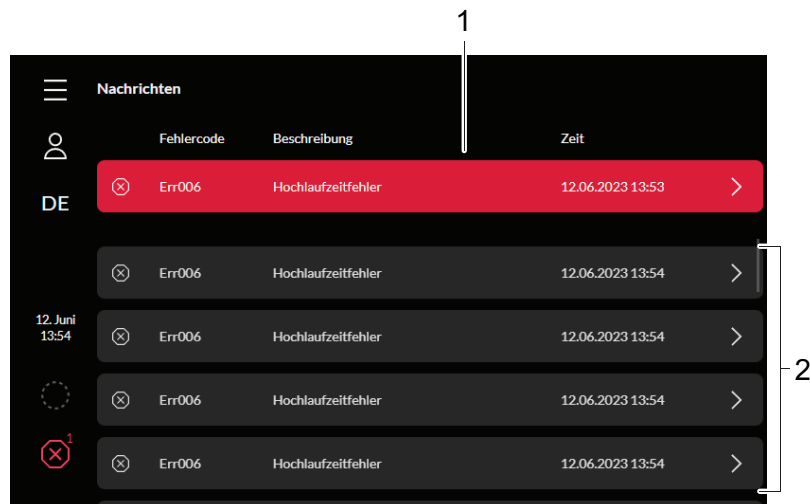 1
Nachrichten
Fehlercode Beschreibung Zeit
Err006 Hochlaufzeitfehler 12.06.2023 13:53
DE
Err006 Hochlaufzeitfehler 12.06.2023 13:54
12. Juni
13:54
Err006 Hochlaufzeitfehler 12.06.2023 13:54
2
Err006 Hochlaufzeitfehler 12.06.2023 13:54
1
Err006 Hochlaufzeitfehler 12.06.2023 13:54